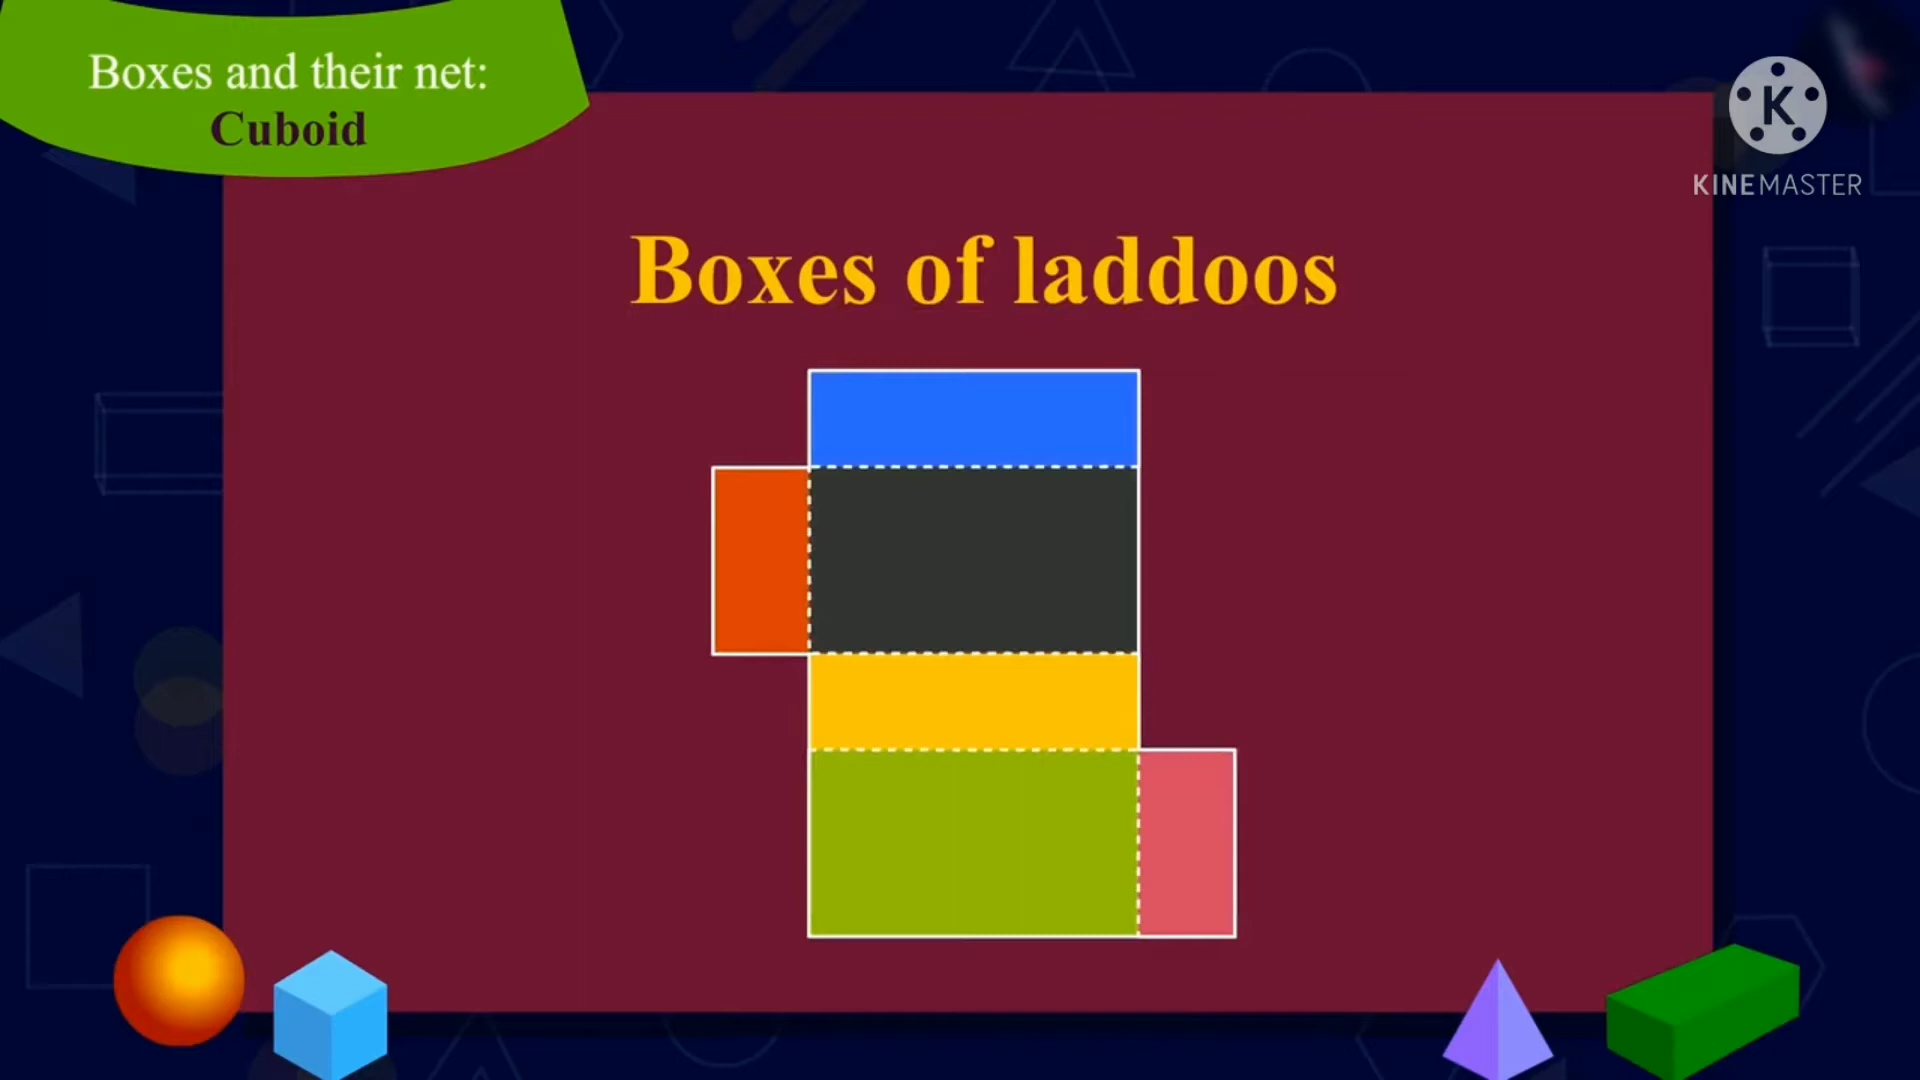 Boxes and their net:
Cuboid
K
KINEMASTER
Boxes of laddoos